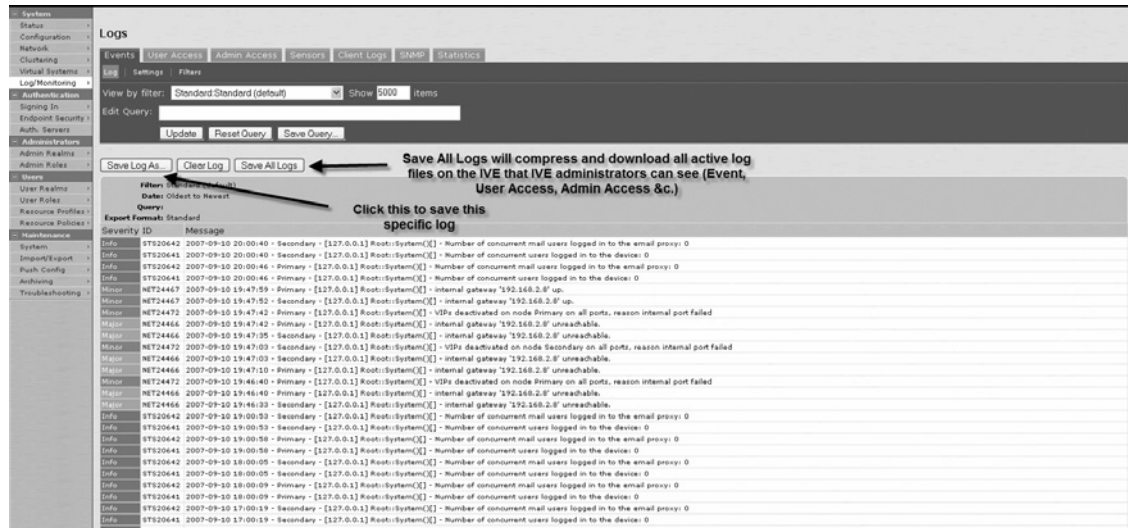 System
Status
Configuration
Network
Clustering
Virtual Systems
Log/Monitoring
Authentication
Signing In
Endpoint Security
Auth. Servers
Administrators
Admin Realms
Admin Roles
Users
User Realms
User Roles
Resource Profiles
Resource Policies
Maintenance
System
Import/Export
Push Config
Archiving
Troubleshooting
Logs
Events User Access Admin Access Sensors Client Logs SNMP Statistics
Log Settings Filters
View by filter: Standard:Standard (default) Show 5000 items
Edit Query:
Update Reset Query Save Query...
Save Log As... Clear Log Save All Logs
Save All Logs will compress and download all active log
files on the IVE that IVE administrators can see (Event,
User Access, Admin Access &c.)
Click this to save this
specific log
Filter: Standard (default)
Date: Oldest to Newest
Query:
Export Format: Standard
Severity ID Message
Info STS20642 2007-09-10 20:00:40 - Secondary - [127.0.0.1] Root::System()[] - Number of concurrent mail users logged in to the email proxy: 0
Info STS20641 2007-09-10 20:00:40 - Secondary - [127.0.0.1] Root::System()[] - Number of concurrent users logged in to the device: 0
Info STS20642 2007-09-10 20:00:46 - Primary - [127.0.0.1] Root::System()[] - Number of concurrent mail users logged in to the email proxy: 0
Info STS20641 2007-09-10 20:00:46 - Primary - [127.0.0.1] Root::System()[] - Number of concurrent users logged in to the device: 0
Minor NET24467 2007-09-10 19:47:59 - Primary - [127.0.0.1] Root::System()[] - internal gateway '192.168.2.8' up.
Minor NET24467 2007-09-10 19:47:52 - Secondary - [127.0.0.1] Root::System()[] - internal gateway '192.168.2.8' up.
Minor NET24472 2007-09-10 19:47:42 - Primary - [127.0.0.1] Root::System()[] - VIPs deactivated on node Primary on all ports, reason internal port failed
Major NET24466 2007-09-10 19:47:42 - Primary - [127.0.0.1] Root::System()[] - internal gateway '192.168.2.8' unreachable.
Major NET24466 2007-09-10 19:47:35 - Secondary - [127.0.0.1] Root::System()[] - internal gateway '192.168.2.8' unreachable.
Minor NET24472 2007-09-10 19:47:03 - Secondary - [127.0.0.1] Root::System()[] - VIPs deactivated on node Secondary on all ports, reason internal port failed
Major NET24466 2007-09-10 19:47:03 - Secondary - [127.0.0.1] Root::System()[] - internal gateway '192.168.2.8' unreachable.
Major NET24466 2007-09-10 19:47:10 - Primary - [127.0.0.1] Root::System()[] - internal gateway '192.168.2.8' unreachable.
Minor NET24472 2007-09-10 19:46:40 - Primary - [127.0.0.1] Root::System()[] - VIPs deactivated on node Primary on all ports, reason internal port failed
Major NET24466 2007-09-10 19:46:40 - Primary - [127.0.0.1] Root::System()[] - internal gateway '192.168.2.8' unreachable.
Major NET24466 2007-09-10 19:46:33 - Secondary - [127.0.0.1] Root::System()[] - internal gateway '192.168.2.8' unreachable.
Info STS20642 2007-09-10 19:00:53 - Secondary - [127.0.0.1] Root::System()[] - Number of concurrent mail users logged in to the email proxy: 0
Info STS20641 2007-09-10 19:00:53 - Secondary - [127.0.0.1] Root::System()[] - Number of concurrent users logged in to the device: 0
Info STS20642 2007-09-10 19:00:58 - Primary - [127.0.0.1] Root::System()[] - Number of concurrent mail users logged in to the email proxy: 0
Info STS20641 2007-09-10 19:00:58 - Primary - [127.0.0.1] Root::System()[] - Number of concurrent users logged in to the device: 0
Info STS20642 2007-09-10 18:00:05 - Secondary - [127.0.0.1] Root::System()[] - Number of concurrent mail users logged in to the email proxy: 0
Info STS20641 2007-09-10 18:00:05 - Secondary - [127.0.0.1] Root::System()[] - Number of concurrent users logged in to the device: 0
Info STS20642 2007-09-10 18:00:09 - Primary - [127.0.0.1] Root::System()[] - Number of concurrent mail users logged in to the email proxy: 0
Info STS20641 2007-09-10 18:00:09 - Primary - [127.0.0.1] Root::System()[] - Number of concurrent users logged in to the device: 0
Info STS20642 2007-09-10 17:00:19 - Secondary - [127.0.0.1] Root::System()[] - Number of concurrent mail users logged in to the email proxy: 0
Info STS20641 2007-09-10 17:00:19 - Secondary - [127.0.0.1] Root::System()[] - Number of concurrent users logged in to the device: 0